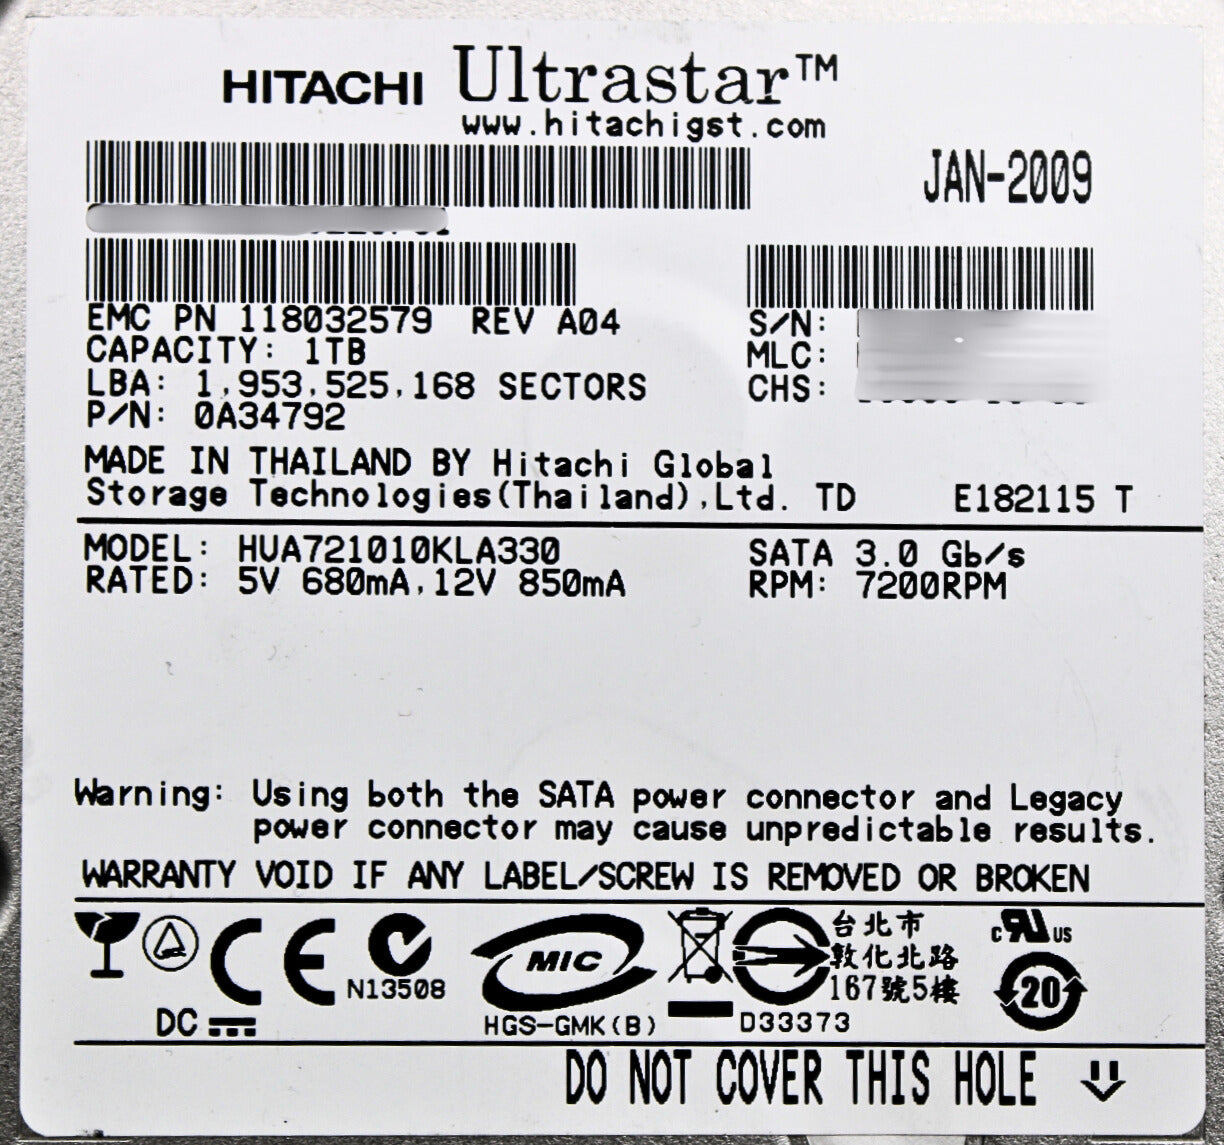 HITACHI Ultrastar™
www.hitachigst.com
JAN-2009
EMC PN 118032579 REV A04
CAPACITY: 1TB
LBA: 1,953,525,168 SECTORS
P/N: 0A34792
S/N:
MLC:
CHS:
MADE IN THAILAND BY Hitachi Global
Storage Technologies(Thailand),Ltd. TD E182115 T
MODEL: HUA721010KLA330 SATA 3.0 Gb/s
RATED: 5V 680mA,12V 850mA RPM: 7200RPM
Warning: Using both the SATA power connector and Legacy
power connector may cause unpredictable results.
WARRANTY VOID IF ANY LABEL/SCREW IS REMOVED OR BROKEN
CE
N13508
DC
MIC
HGS-GMK(B)
D33373
台北市
敦化北路
167號5樓
c RU US
20
DO NOT COVER THIS HOLE